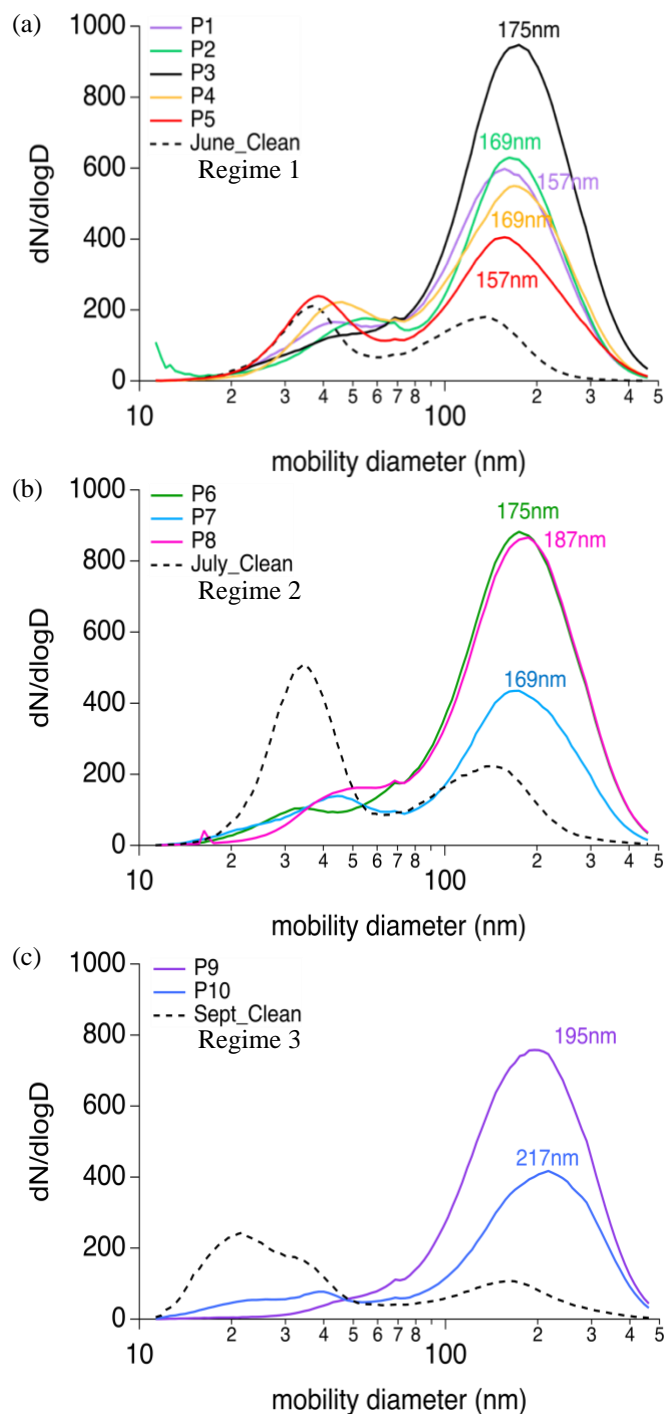 (a)
1000
800
600
400
200
0
dN/dlogD
P1
P2
P3
P4
P5
June_Clean
Regime 1
175nm
169nm
157nm
169nm
157nm
10 2 3 4 5 6 7 8 100 2 3 4 5
mobility diameter (nm)
(b)
1000
800
600
400
200
0
dN/dlogD
P6
P7
P8
July_Clean
Regime 2
175nm
187nm
169nm
10 2 3 4 5 6 7 8 100 2 3 4 5
mobility diameter (nm)
(c)
1000
800
600
400
200
0
dN/dlogD
P9
P10
Sept_Clean
Regime 3
195nm
217nm
10 2 3 4 5 6 7 8 100 2 3 4 5
mobility diameter (nm)